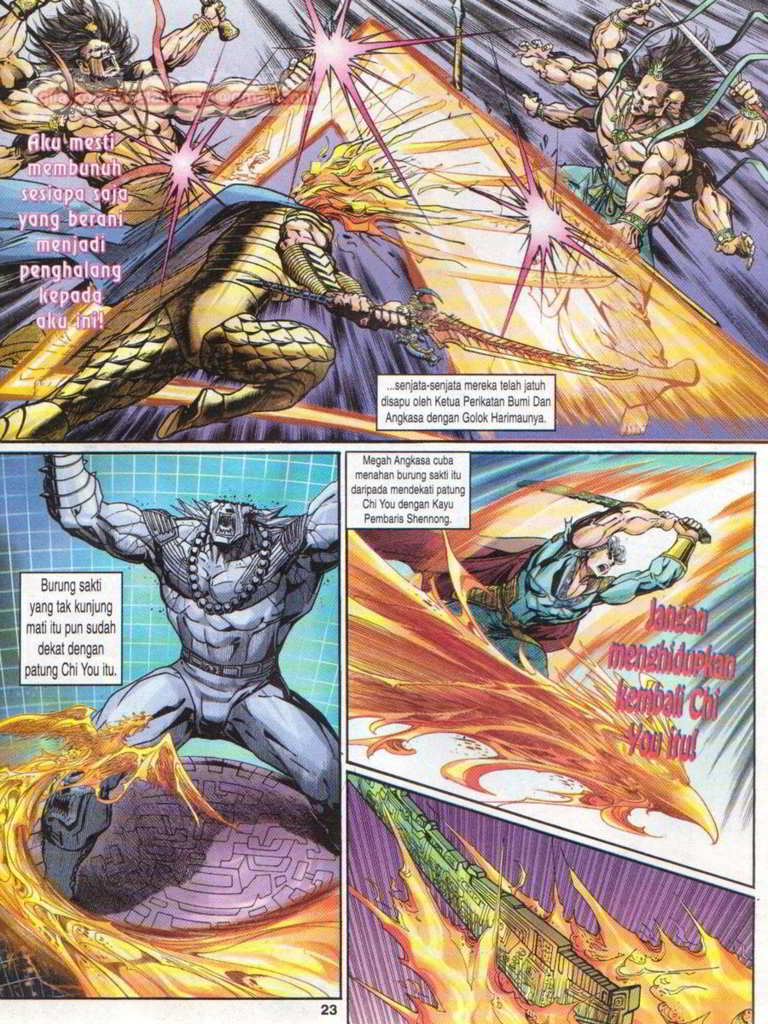 Aku mesti
membunuh
sesiapa saja
yang berani
menjadi
penghalang
kepada
aku ini!
...senjata-senjata mereka telah jatuh
disapu oleh Ketua Perikatan Bumi Dan
Angkasa dengan Golok Harimaunya.
Burung sakti
yang tak kunjung
mati itu pun sudah
dekat dengan
patung Chi You itu.
Megah Angkasa cuba
menahan burung sakti itu
daripada mendekati patung
Chi You dengan Kayu
Pembaris Shennong.
Jangan
menghidupkan
kembali Chi
You itu!
23